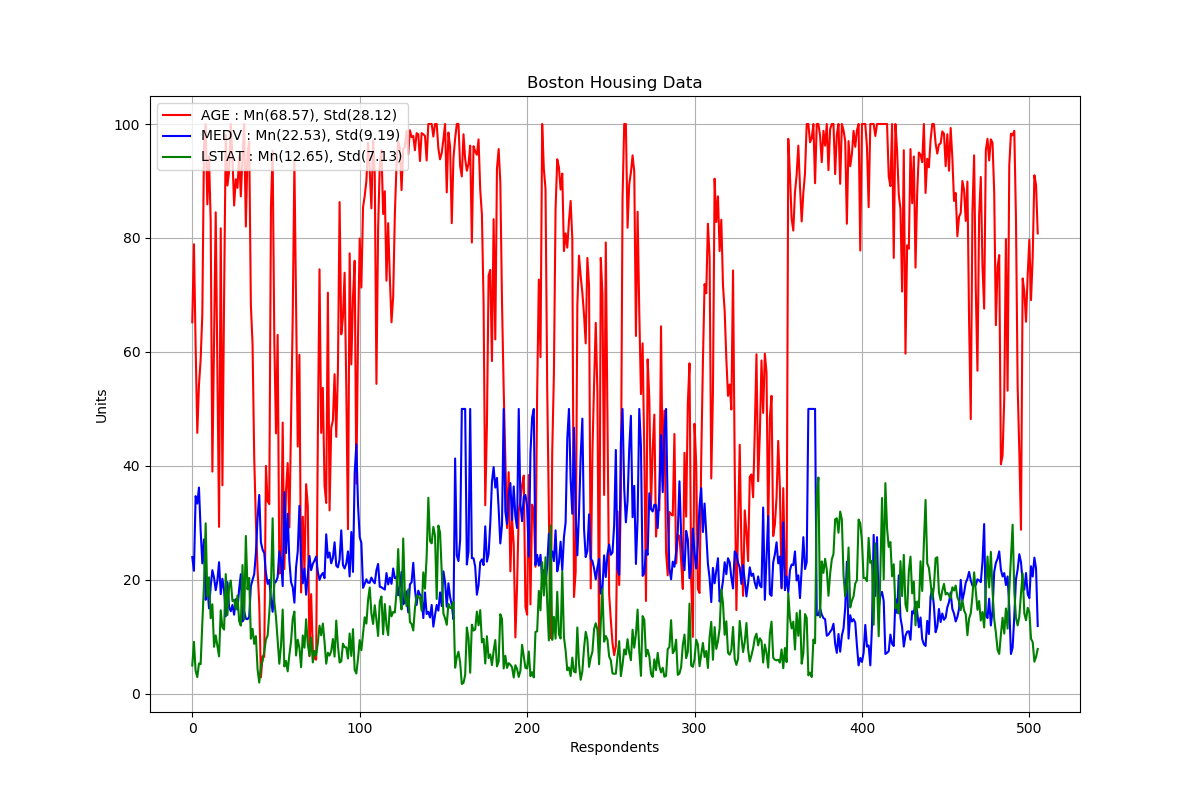 Boston Housing Data
AGE : Mn(68.57), Std(28.12)
MEDV : Mn(22.53), Std(9.19)
LSTAT : Mn(12.65), Std(7.13)
100
80
60
40
20
0
Units
0 100 200 300 400 500
Respondents